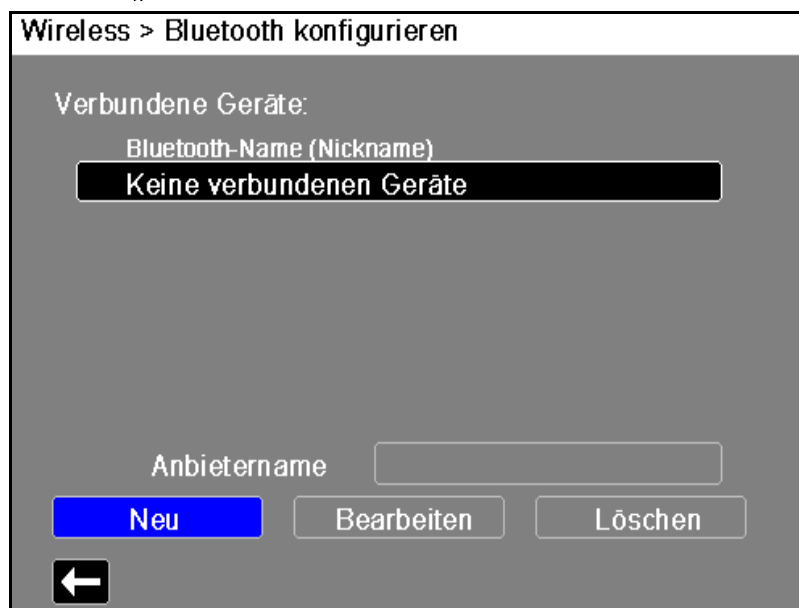 Wireless > Bluetooth konfigurieren
Verbundene Geräte:
Bluetooth-Name (Nickname)
Keine verbundenen Geräte
Anbietername
Neu Bearbeiten Löschen